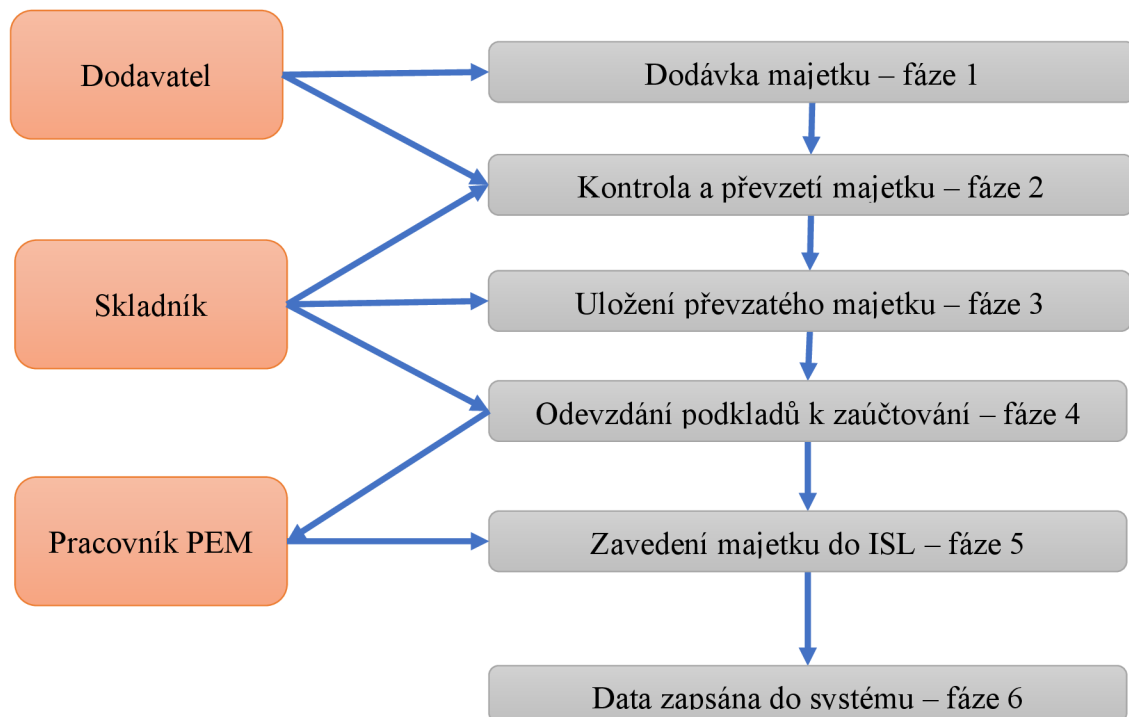 Dodavatel
Dodávka majetku – fáze 1
Kontrola a převzetí majetku – fáze 2
Skladník
Uložení převzatého majetku – fáze 3
Odevzdání podkladů k zaúčtování – fáze 4
Pracovník PEM
Zavedení majetku do ISL – fáze 5
Data zapsána do systému – fáze 6